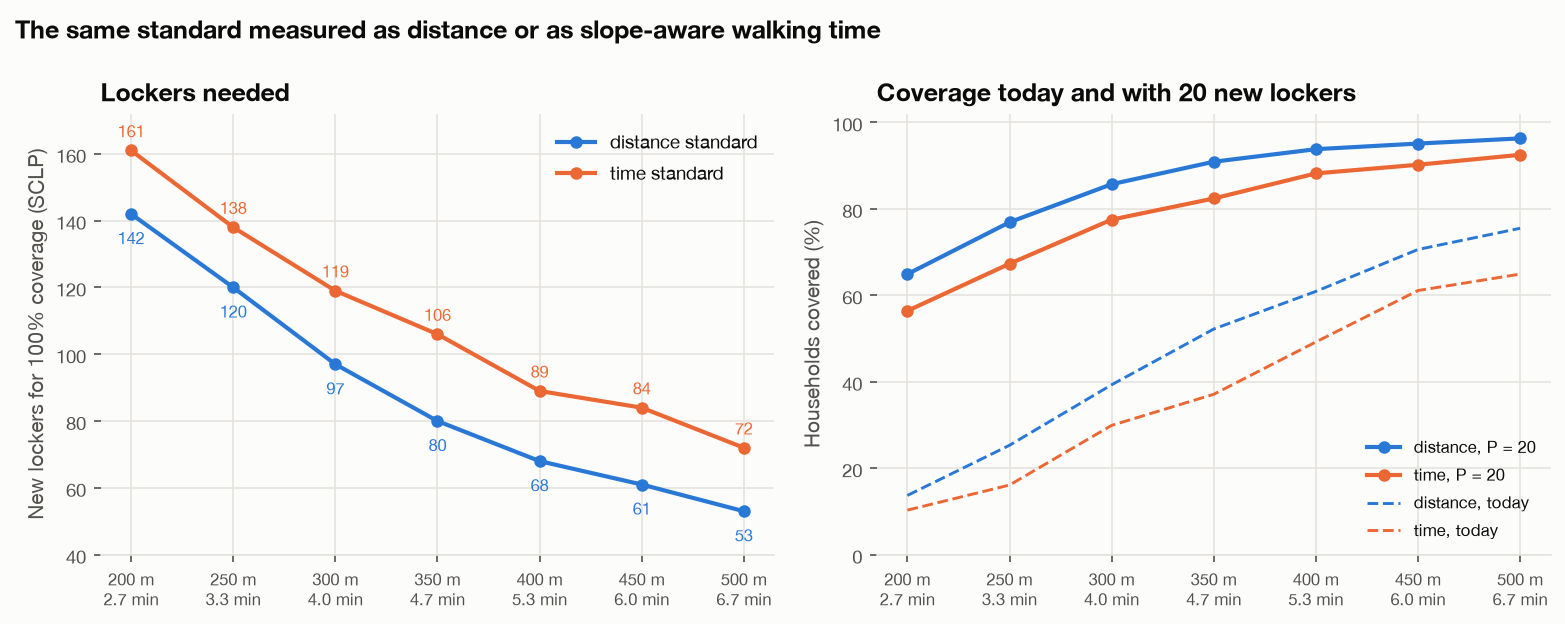 The same standard measured as distance or as slope-aware walking time
Lockers needed
New lockers for 100% coverage (SCLP)
160
140
120
100
80
60
40
161
138
119
106
89
84
72
142
120
97
80
68
61
53
distance standard
time standard
200 m
2.7 min
250 m
3.3 min
300 m
4.0 min
350 m
4.7 min
400 m
5.3 min
450 m
6.0 min
500 m
6.7 min
Coverage today and with 20 new lockers
Households covered (%)
100
80
60
40
20
0
distance, P = 20
time, P = 20
distance, today
time, today
200 m
2.7 min
250 m
3.3 min
300 m
4.0 min
350 m
4.7 min
400 m
5.3 min
450 m
6.0 min
500 m
6.7 min